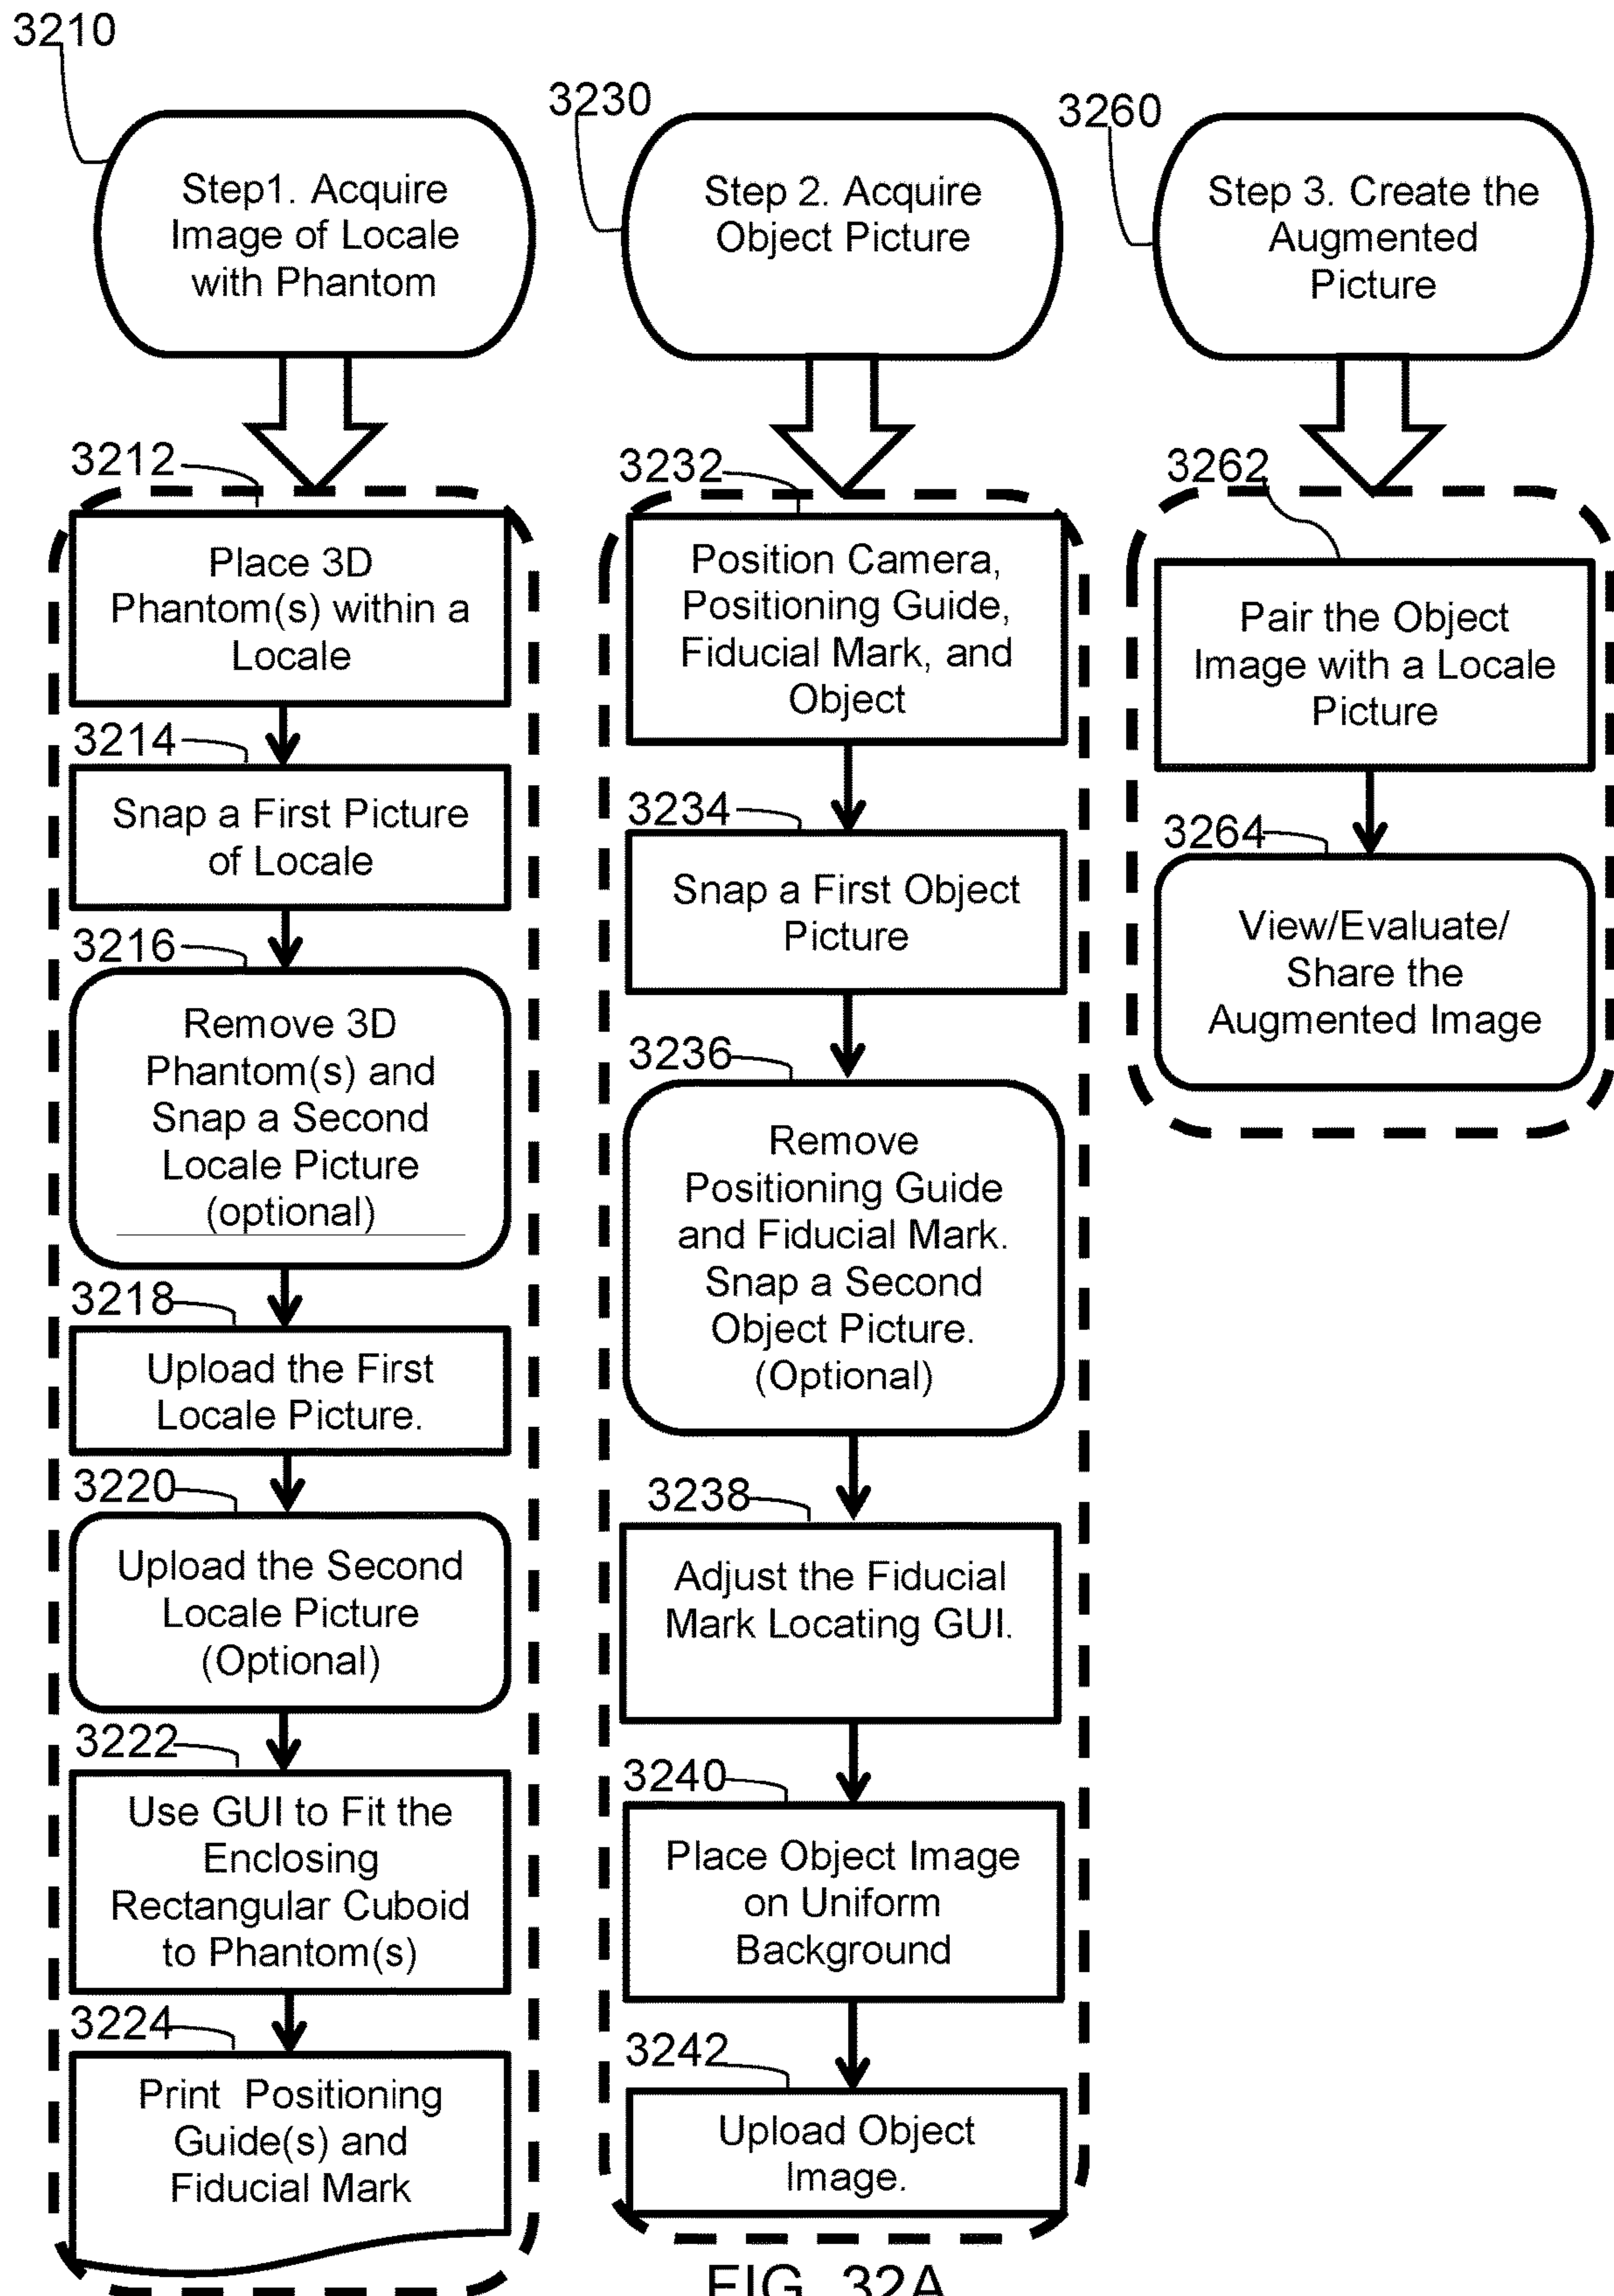 3210
Step1. Acquire
Image of Locale
with Phantom
3212
Place 3D
Phantom(s) within a
Locale
3214
Snap a First Picture
of Locale
3216
Remove 3D
Phantom(s) and
Snap a Second
Locale Picture
(optional)
3218
Upload the First
Locale Picture.
3220
Upload the Second
Locale Picture
(Optional)
3222
Use GUI to Fit the
Enclosing
Rectangular Cuboid
to Phantom(s)
3224
Print Positioning
Guide(s) and
Fiducial Mark
3230
Step 2. Acquire
Object Picture
3232
Position Camera,
Positioning Guide,
Fiducial Mark, and
Object
3234
Snap a First Object
Picture
3236
Remove
Positioning Guide
and Fiducial Mark.
Snap a Second
Object Picture.
(Optional)
3238
Adjust the Fiducial
Mark Locating GUI.
3240
Place Object Image
on Uniform
Background
3242
Upload Object
Image.
3260
Step 3. Create the
Augmented
Picture
3262
Pair the Object
Image with a Locale
Picture
3264
View/Evaluate/
Share the
Augmented Image
FIG. 32A